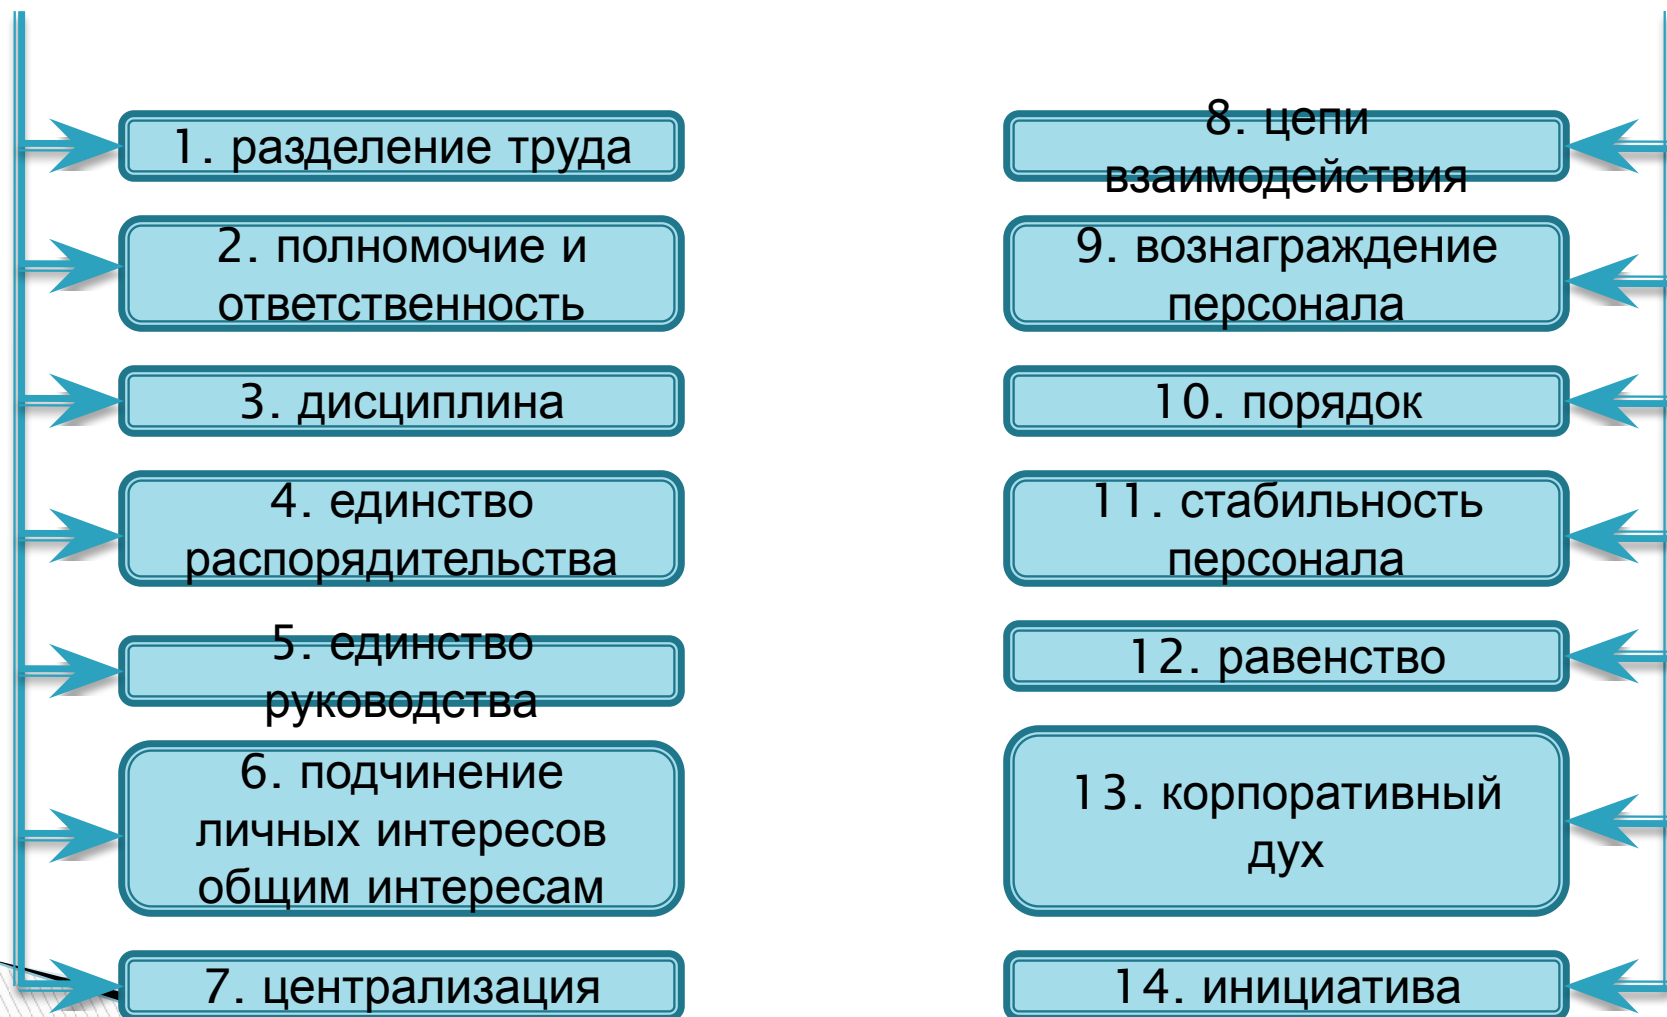 1. разделение труда
2. полномочие и
ответственность
3. дисциплина
4. единство
распорядительства
5. единство
руководства
6. подчинение
личных интересов
общим интересам
7. централизация
8. цепи
взаимодействия
9. вознаграждение
персонала
10. порядок
11. стабильность
персонала
12. равенство
13. корпоративный
дух
14. инициатива